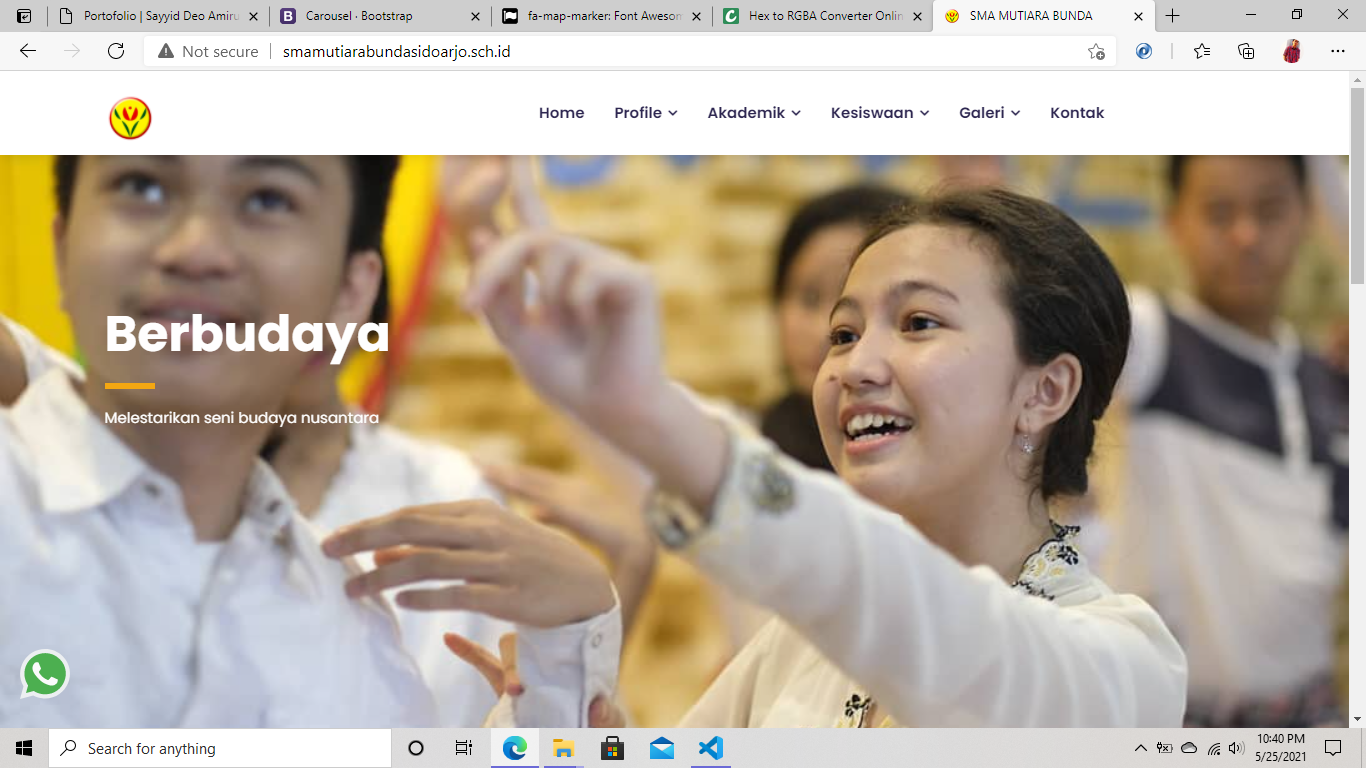 Portofolio | Sayyid Deo Amiru
Carousel · Bootstrap
fa-map-marker: Font Awesom
Hex to RGBA Converter Onlin
SMA MUTIARA BUNDA
Not secure
smamutiarabundasidoarjo.sch.id
Home
Profile
Akademik
Kesiswaan
Galeri
Kontak
Berbudaya
Melestarikan seni budaya nusantara
Search for anything
10:40 PM
5/25/2021